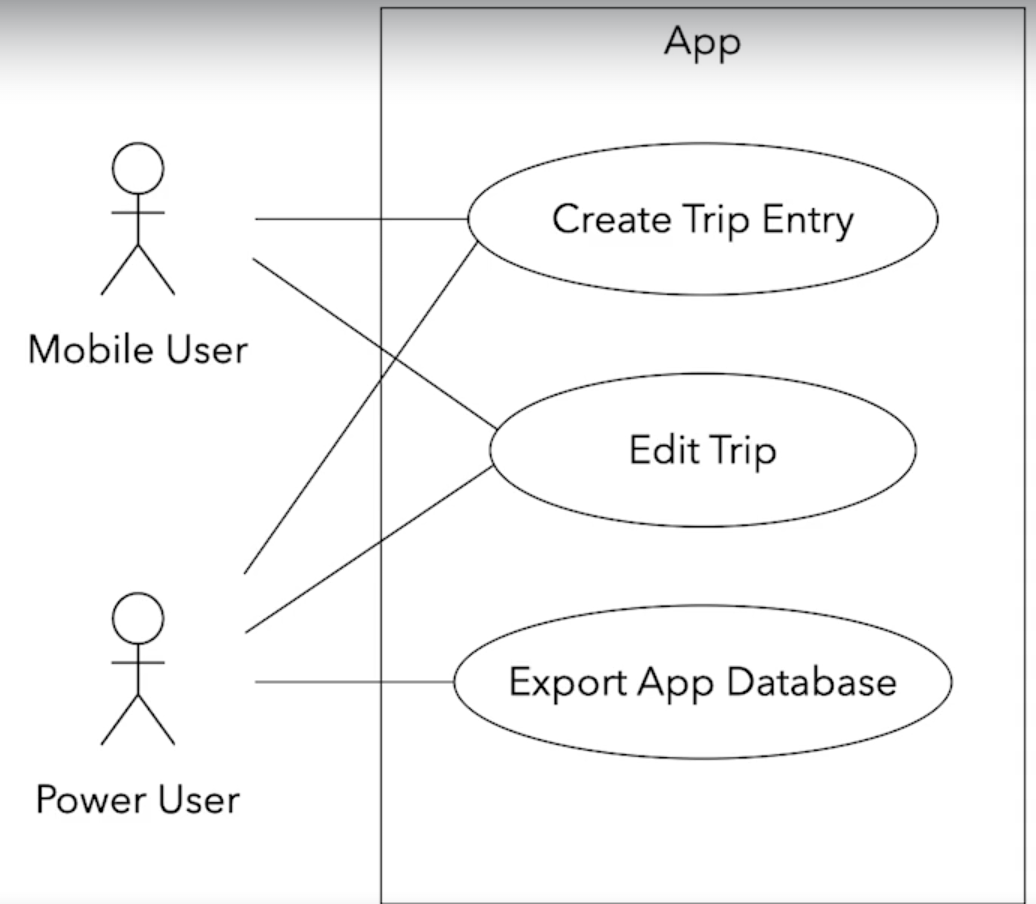 App
Create Trip Entry
Mobile User
Edit Trip
Export App Database
Power User